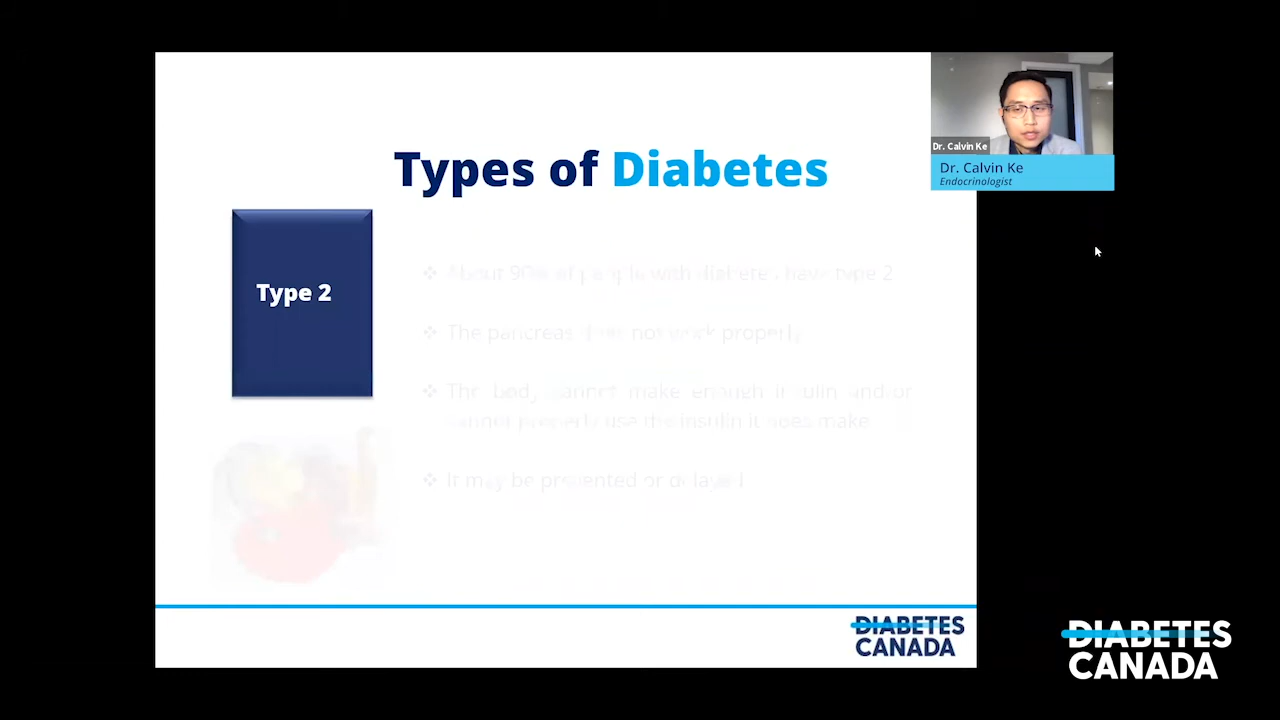 Types of Diabetes
Dr. Calvin Ke
Dr. Calvin Ke
Endocrinologist
Type 2
❖ About 90% of people with diabetes have type 2
❖ The pancreas does not work properly
❖ The body cannot make enough insulin and/or
cannot properly use the insulin it does make
❖ It may be prevented or delayed
DIABETES
CANADA
DIABETES
CANADA